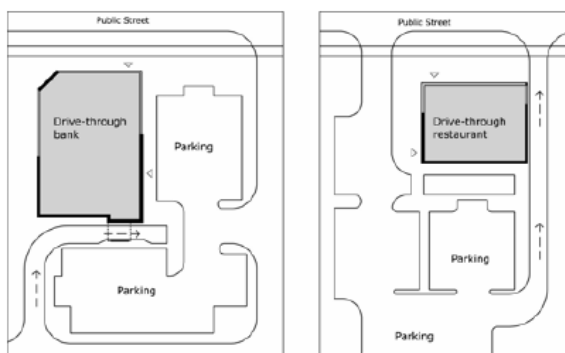 Public Street
Drive-through
bank
Parking
Parking
Public Street
Drive-through
restaurant
Parking
Parking